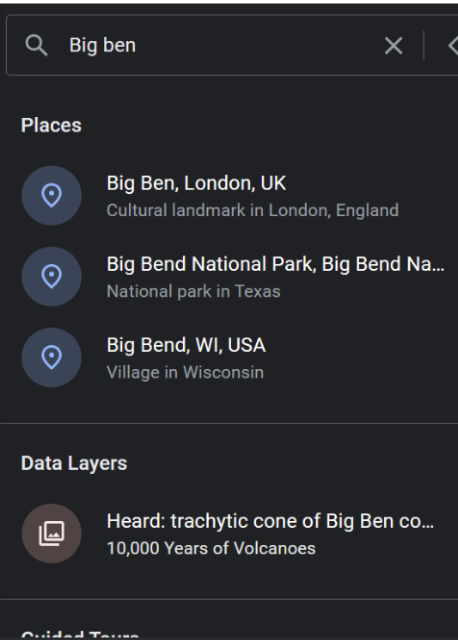 Big ben
Places
Big Ben, London, UK
Cultural landmark in London, England
Big Bend National Park, Big Bend Na...
National park in Texas
Big Bend, WI, USA
Village in Wisconsin
Data Layers
Heard: trachytic cone of Big Ben co...
10,000 Years of Volcanoes
Guided Tours